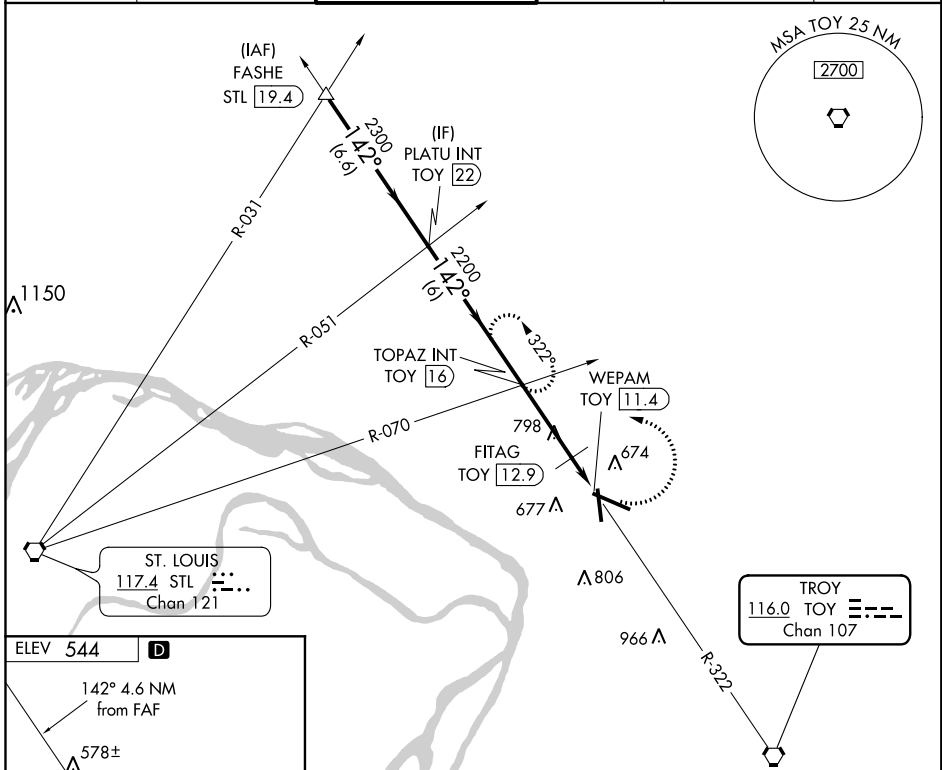 MSA TOY 25 NM
2700
(IAF)
FASHE
STL 19.4
2300
142°
(6.6)
(IF)
PLATU INT
TOY 22
R-031
2200
142°
(6)
1150
R-051
322°
TOPAZ INT
TOY 16
WEPAM
TOY 11.4
R-070
798
FITAG
TOY 12.9
674
677
ST. LOUIS
117.4 STL
Chan 121
806
TROY
116.0 TOY
Chan 107
966
R-322
ELEV 544 D
142° 4.6 NM
from FAF
578±